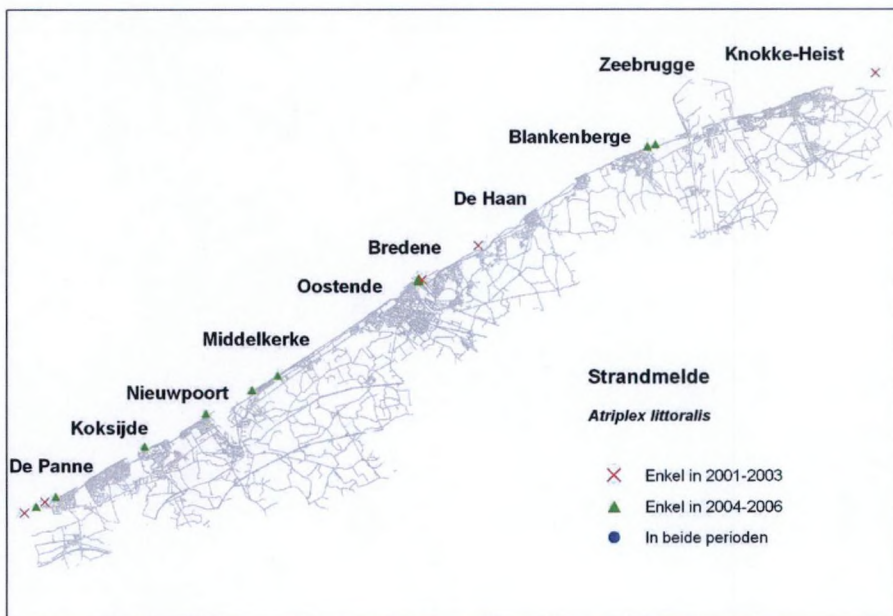 Knokke-Heist
Zeebrugge
Blankenberge
De Haan
Bredene
Oostende
Middelkerke
Nieuwpoort
Koksijde
De Panne
Strandmelde
Atriplex littoralis
Enkel in 2001-2003
Enkel in 2004-2006
In beide perioden